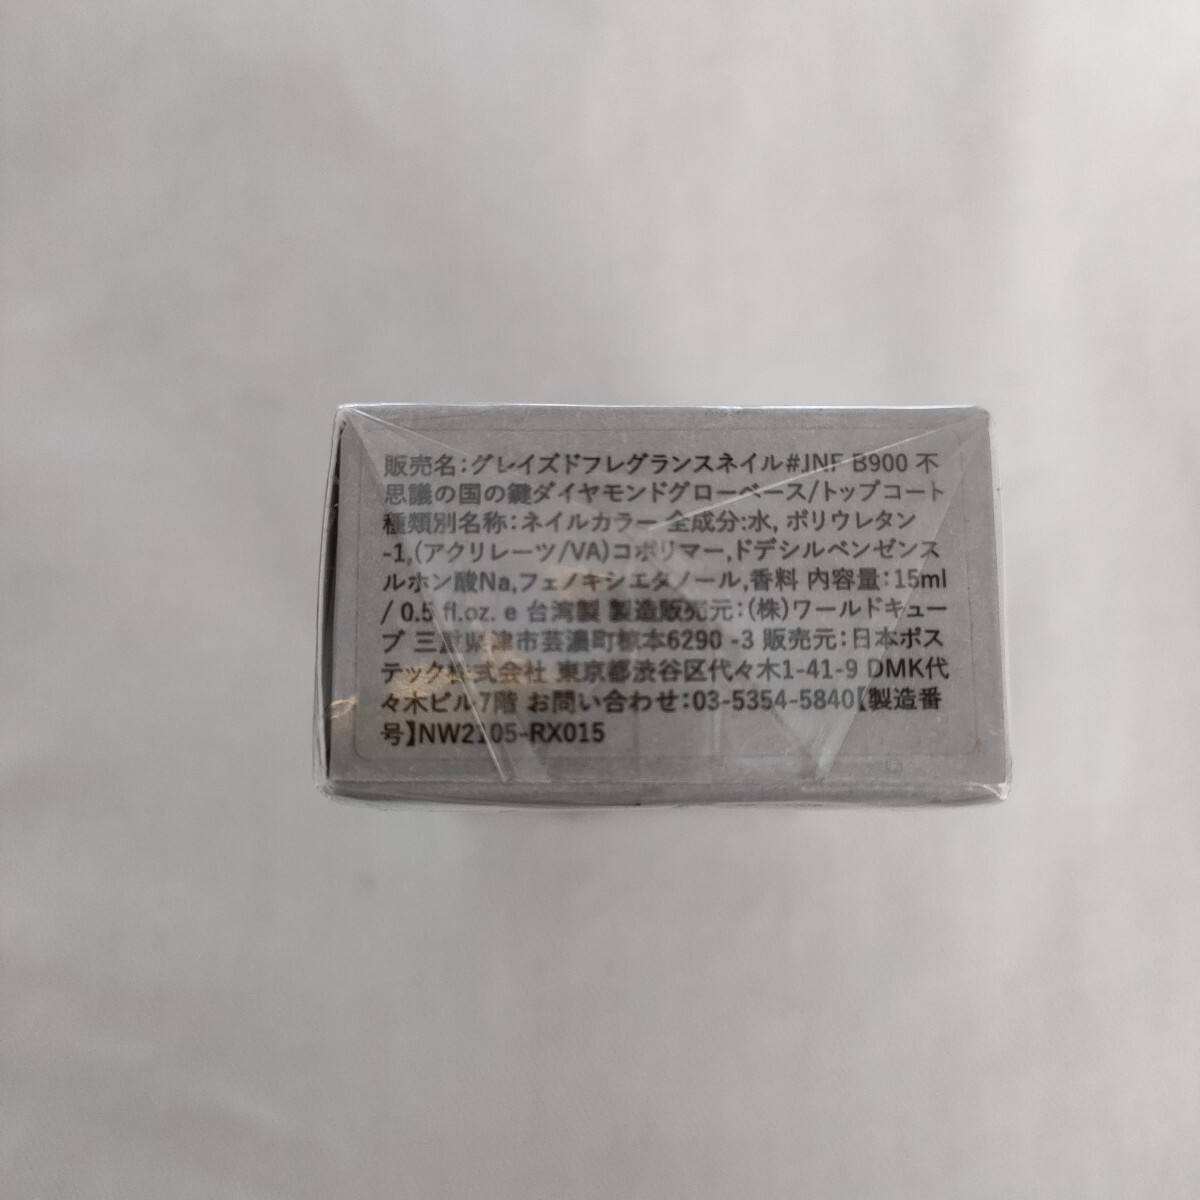 販売名:グレイズドフレグランスネイル#JNF B900 不
思議の国の鍵ダイヤモンドグローベース/トップコート
種類別名称:ネイルカラー 全成分:水, ポリウレタン
-1,(アクリレーツ/VA)コポリマー,ドデシルベンゼンス
ルホン酸Na,フェノキシエタノール,香料 内容量:15ml
/ 0.5 fl.oz. e 台湾製 製造販売元:(株)ワールドキュー
ブ 三重県津市芸濃町椋本6290 -3 販売元:日本ポス
テック株式会社 東京都渋谷区代々木1-41-9 DMK代
々木ビル7階 お問い合わせ:03-5354-5840【製造番
号】NW2105-RX015